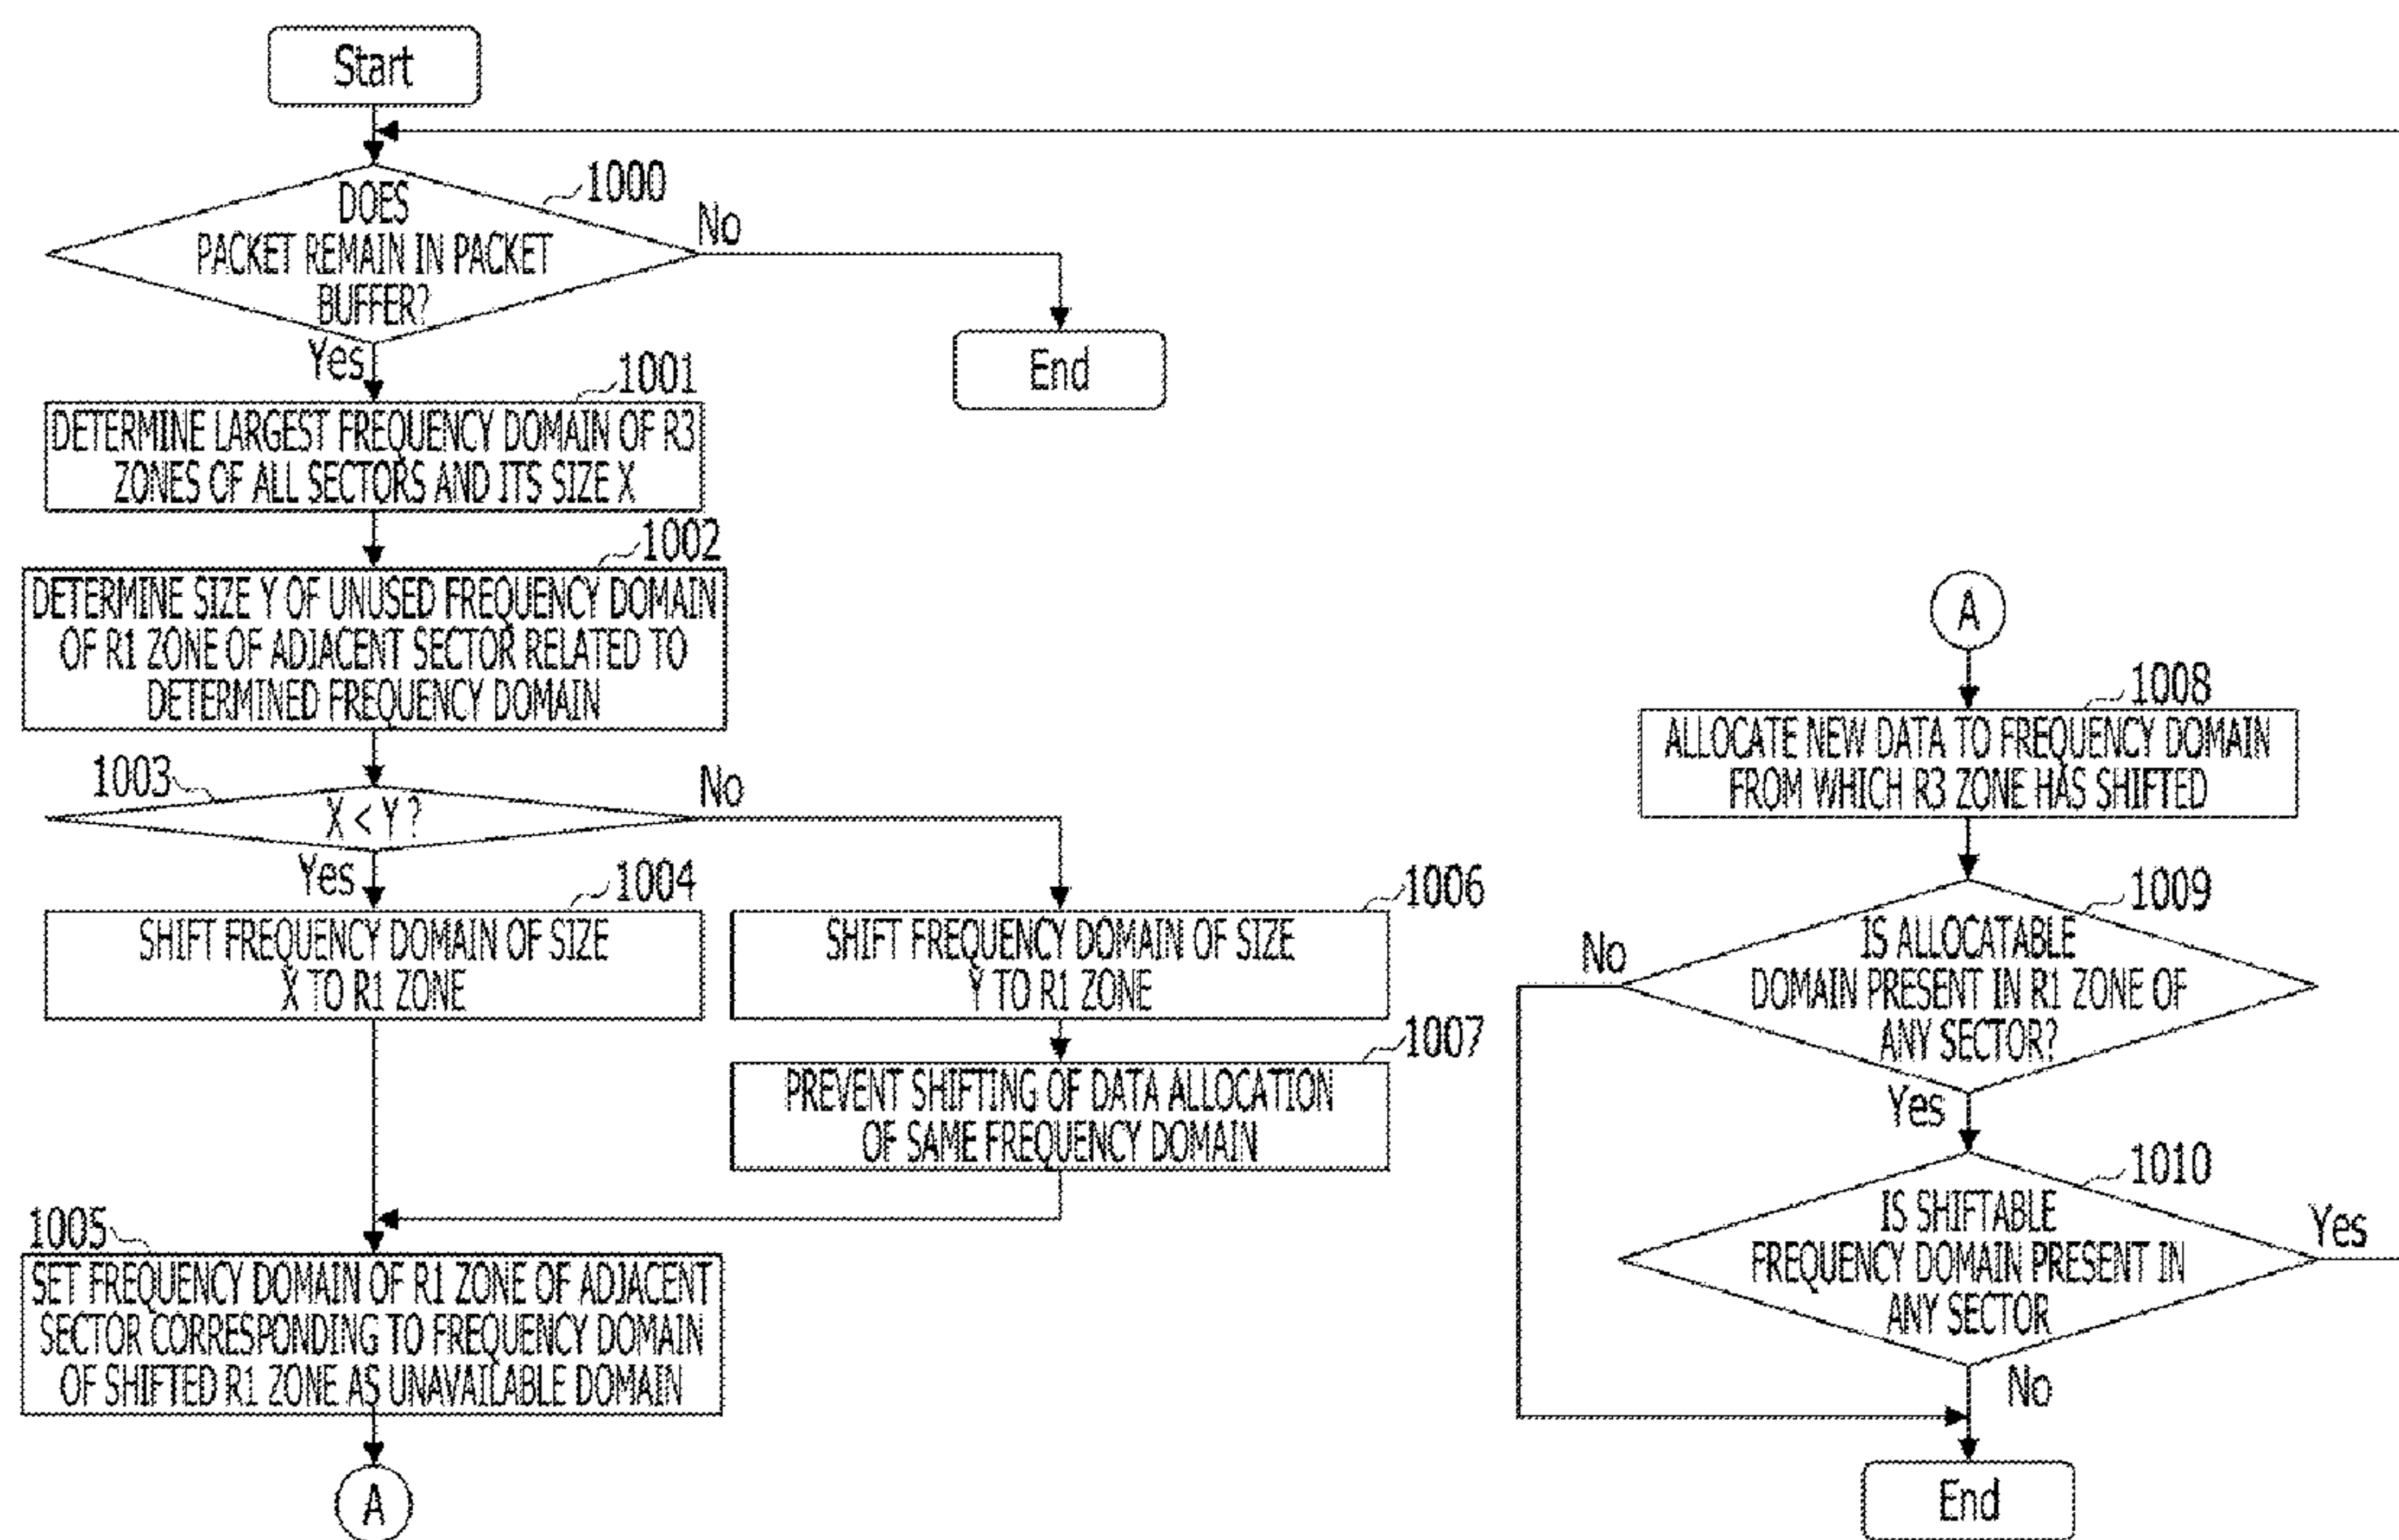 Start
1000
DOES
PACKET REMAIN IN PACKET
BUFFER?
No
Yes
End
1001
DETERMINE LARGEST FREQUENCY DOMAIN OF R3
ZONES OF ALL SECTORS AND ITS SIZE X
1002
DETERMINE SIZE Y OF UNUSED FREQUENCY DOMAIN
OF R1 ZONE OF ADJACENT SECTOR RELATED TO
DETERMINED FREQUENCY DOMAIN
1003
X < Y ?
No
Yes
1004
SHIFT FREQUENCY DOMAIN OF SIZE
X TO R1 ZONE
1006
SHIFT FREQUENCY DOMAIN OF SIZE
Y TO R1 ZONE
1007
PREVENT SHIFTING OF DATA ALLOCATION
OF SAME FREQUENCY DOMAIN
1005
SET FREQUENCY DOMAIN OF R1 ZONE OF ADJACENT
SECTOR CORRESPONDING TO FREQUENCY DOMAIN
OF SHIFTED R1 ZONE AS UNAVAILABLE DOMAIN
A
A
1008
ALLOCATE NEW DATA TO FREQUENCY DOMAIN
FROM WHICH R3 ZONE HAS SHIFTED
1009
IS ALLOCATABLE
DOMAIN PRESENT IN R1 ZONE OF
ANY SECTOR?
No
Yes
1010
IS SHIFTABLE
FREQUENCY DOMAIN PRESENT IN
ANY SECTOR
Yes
No
End